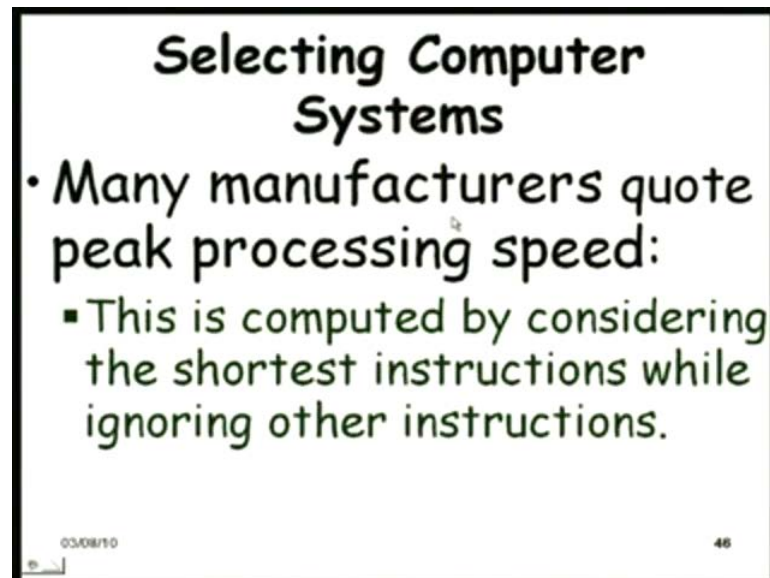 Selecting Computer
Systems
• Many manufacturers quote
peak processing speed:
▪ This is computed by considering
the shortest instructions while
ignoring other instructions.
03/08/10
46